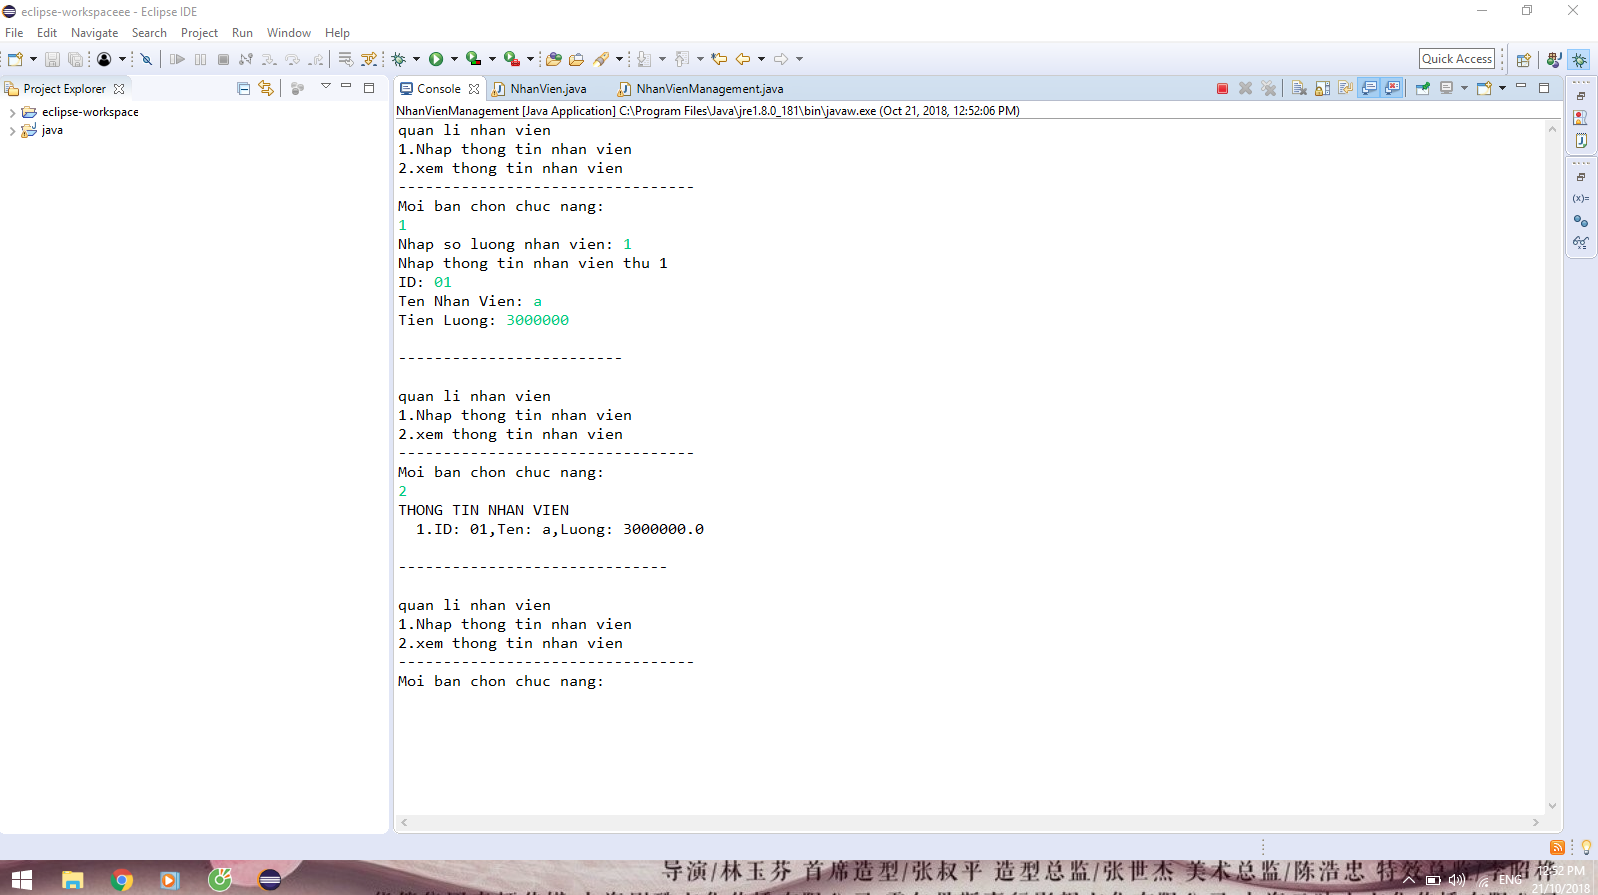 eclipse-workspaceee - Eclipse IDE
File Edit Navigate Search Project Run Window Help
Quick Access
Project Explorer
eclipse-workspace
java
Console NhanVien.java NhanVienManagement.java
NhanVienManagement [Java Application] C:\Program Files\Java\jre1.8.0_181\bin\javaw.exe (Oct 21, 2018, 12:52:06 PM)
quan li nhan vien
1.Nhap thong tin nhan vien
2.xem thong tin nhan vien
---------------------------------
Moi ban chon chuc nang:
1
Nhap so luong nhan vien: 1
Nhap thong tin nhan vien thu 1
ID: 01
Ten Nhan Vien: a
Tien Luong: 3000000
-------------------------
quan li nhan vien
1.Nhap thong tin nhan vien
2.xem thong tin nhan vien
---------------------------------
Moi ban chon chuc nang:
2
THONG TIN NHAN VIEN
1.ID: 01,Ten: a,Luong: 3000000.0
------------------------------
quan li nhan vien
1.Nhap thong tin nhan vien
2.xem thong tin nhan vien
---------------------------------
Moi ban chon chuc nang:
导演/林玉芬 首席造型/张叔平 造型总监/张世杰 美术总监/陈浩忠
ENG
12:52 PM
21/10/2018